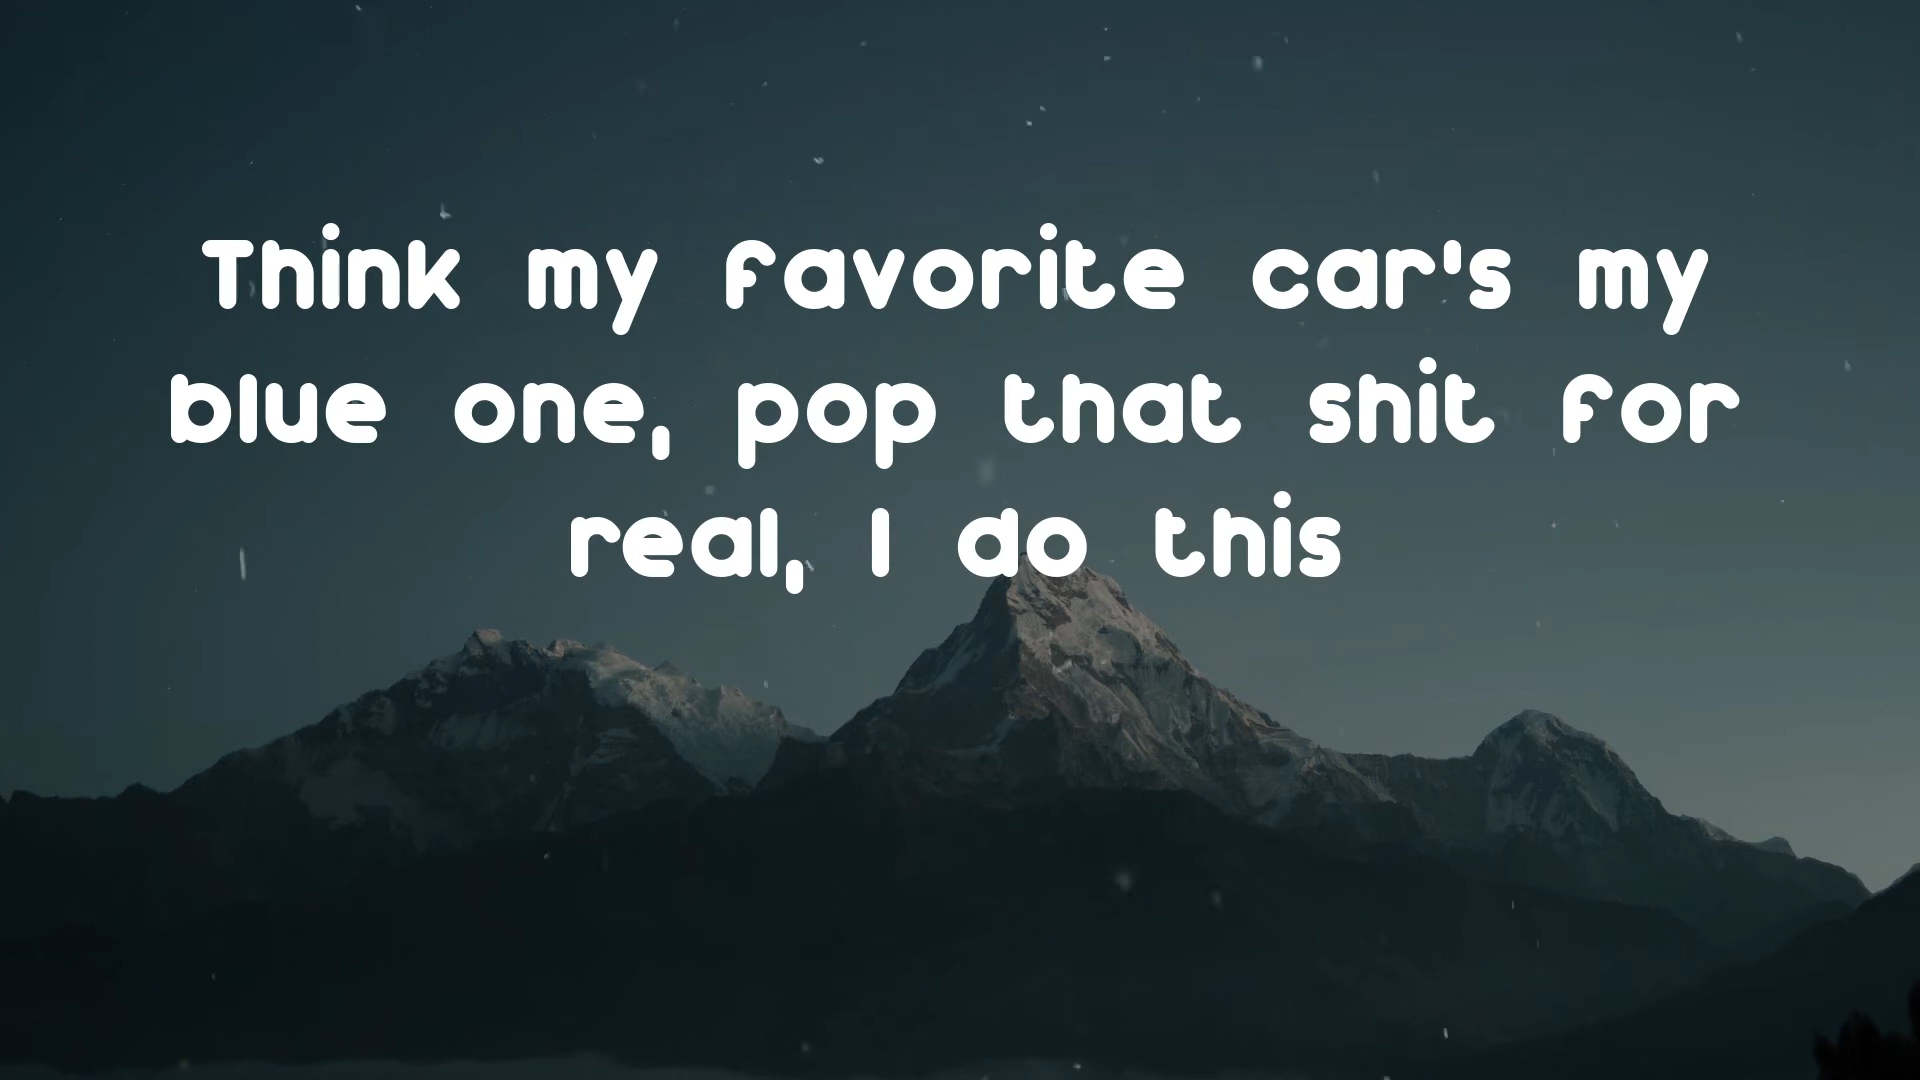 Think my favorite car's my
blue one, pop that shit for
real, I do this